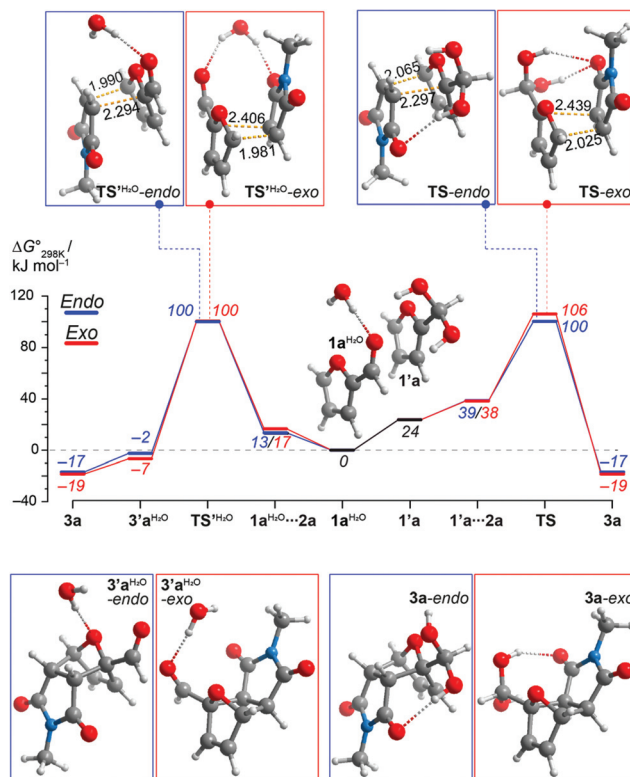 1.990
2.294
TS'ᴴ²ᴼ-endo
2.406
1.981
TS'ᴴ²ᴼ-exo
2.065
2.297
TS-endo
2.439
2.025
TS-exo
ΔG°₂₉₈ₖ /
kJ mol⁻¹
120
80
40
0
−40
Endo
Exo
100 100
−17
−19
−2
−7
13/17
1aᴴ²ᴼ
1'a
0
24
39/38
106
100
−17
−19
3a 3'aᴴ²ᴼ TS'ᴴ²ᴼ 1aᴴ²ᴼ···2a 1aᴴ²ᴼ 1'a 1'a···2a TS 3a
3'aᴴ²ᴼ
-endo
3'aᴴ²ᴼ
-exo
3a-endo
3a-exo